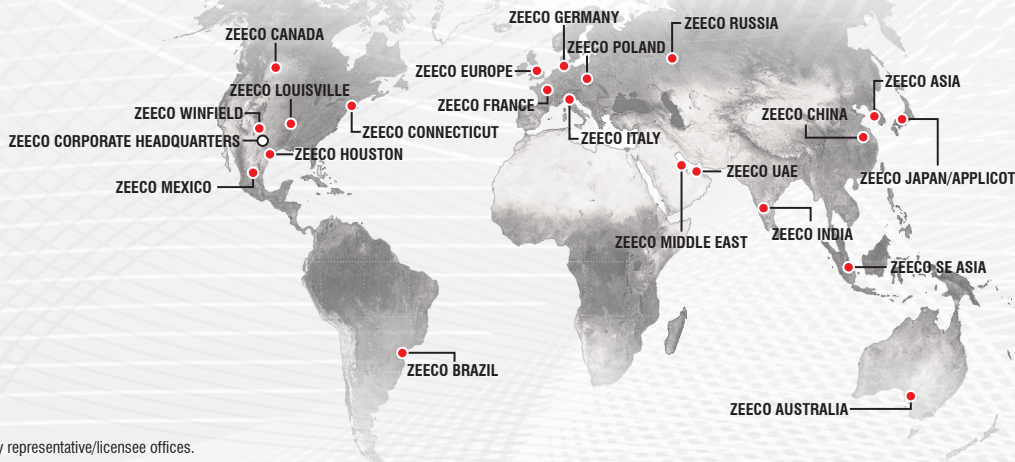 ZEECO GERMANY
ZEECO RUSSIA
ZEECO CANADA
ZEECO POLAND
ZEECO EUROPE
ZEECO ASIA
ZEECO LOUISVILLE
ZEECO FRANCE
ZEECO WINFIELD
ZEECO CHINA
ZEECO CONNECTICUT
ZEECO ITALY
ZEECO CORPORATE HEADQUARTERS
ZEECO HOUSTON
ZEECO UAE
ZEECO JAPAN/APPLICOT
ZEECO MEXICO
ZEECO INDIA
ZEECO MIDDLE EAST
ZEECO SE ASIA
ZEECO BRAZIL
ZEECO AUSTRALIA
representative/licensee offices.